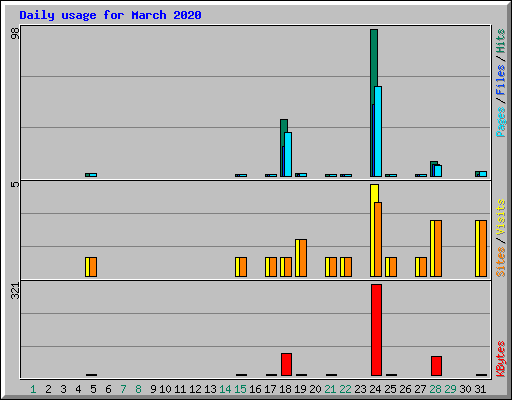 Daily usage for March 2020
98
Pages/Files/Hits
5
Sites/Visits
321
KBytes
1 2 3 4 5 6 7 8 9 10 11 12 13 14 15 16 17 18 19 20 21 22 23 24 25 26 27 28 29 30 31